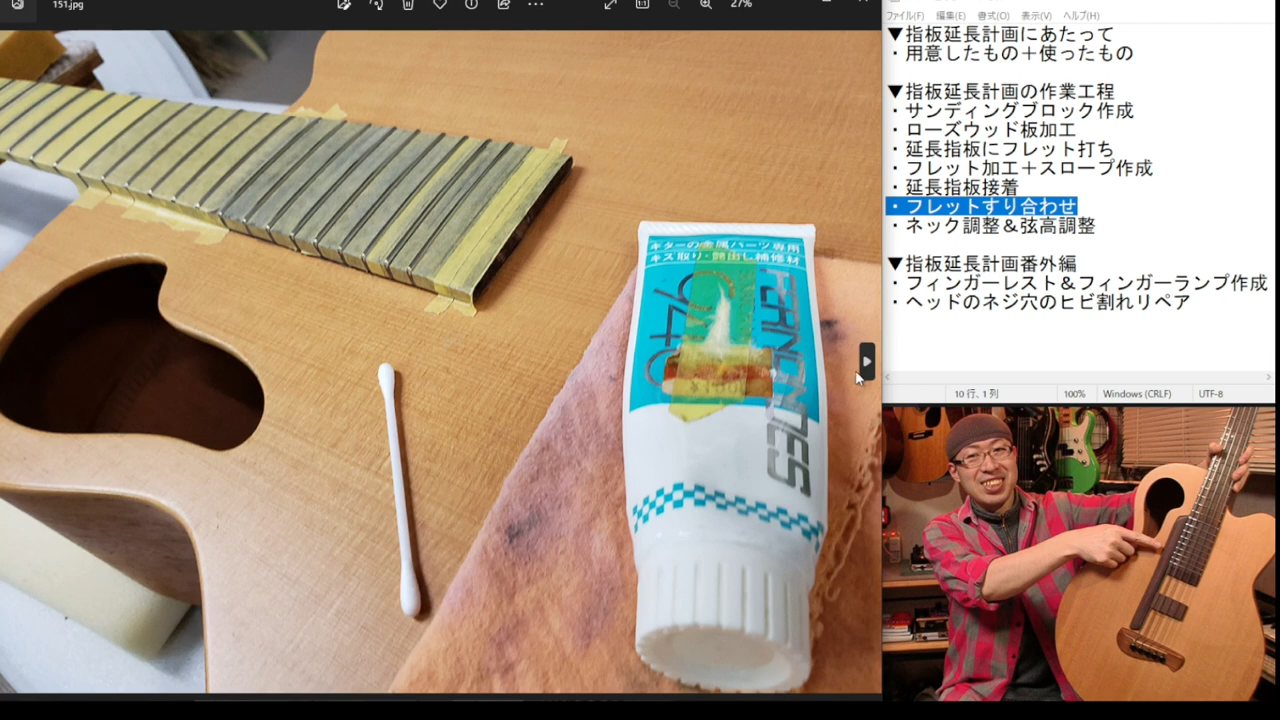 151.jpg
27%
ギターの金属パーツ専用
キズ取り・艶出し補修材
946
FERNANDES
ファイル(F) 編集(E) 書式(O) 表示(V) ヘルプ(H)
▼指板延長計画にあたって
・用意したもの＋使ったもの
▼指板延長計画の作業工程
・サンディングブロック作成
・ローズウッド板加工
・延長指板にフレット打ち
・フレット加工＋スロープ作成
・延長指板接着
・フレットすり合わせ
・ネック調整＆弦高調整
▼指板延長計画番外編
・フィンガーレスト＆フィンガーランプ作成
・ヘッドのネジ穴のヒビ割れリペア
10 行、1 列 100% Windows (CRLF) UTF-8